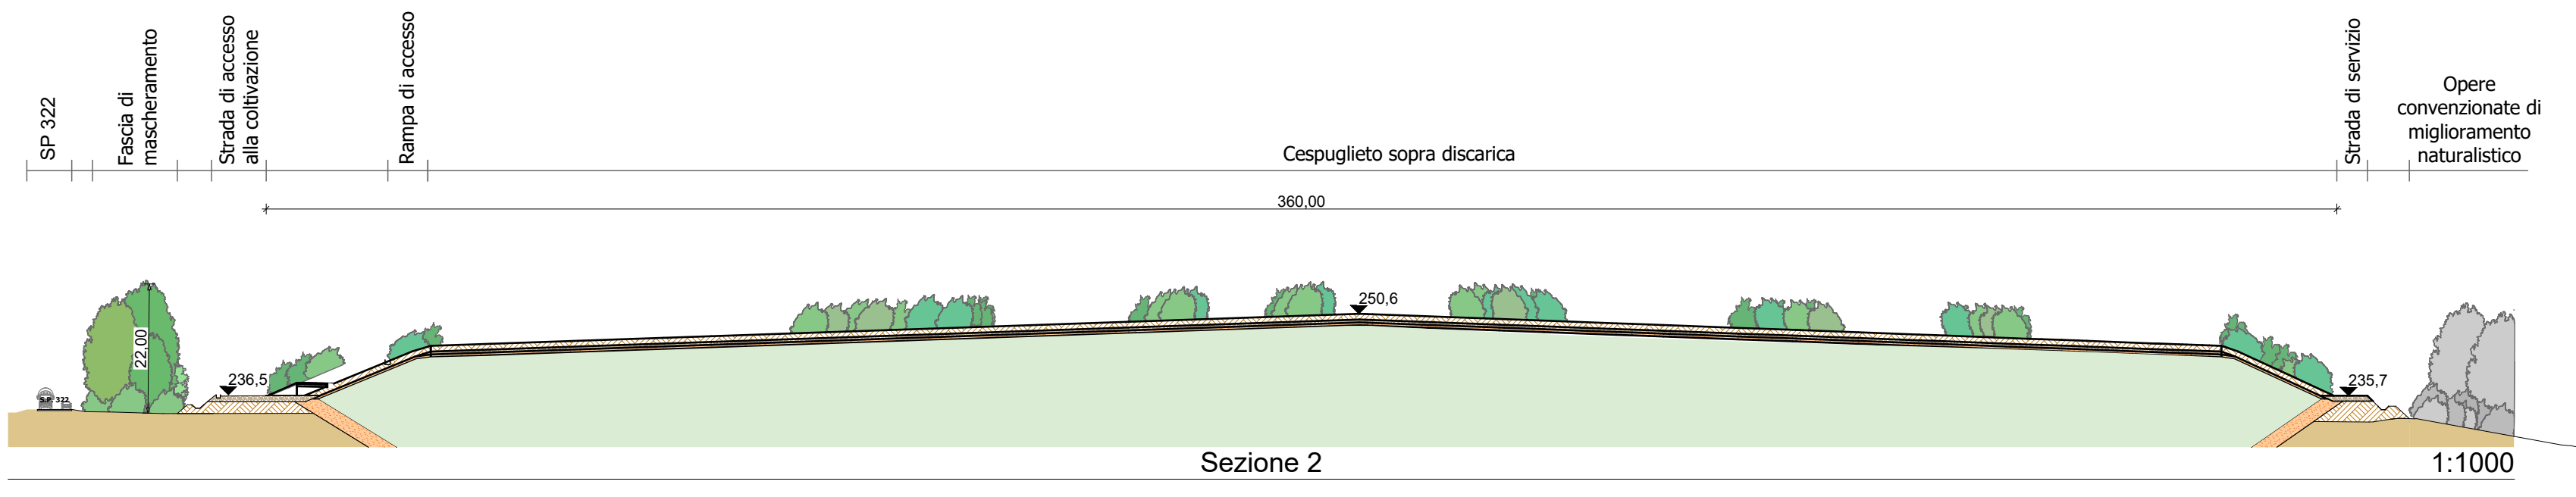 SP 322
Fascia di
mascheramento
Strada di accesso
alla coltivazione
Rampa di accesso
Cespuglieto sopra discarica
Strada di servizio
Opere
convenzionate di
miglioramento
naturalistico
360,00
22,00
S.P. 322
236,5
250,6
235,7
Sezione 2
1:1000